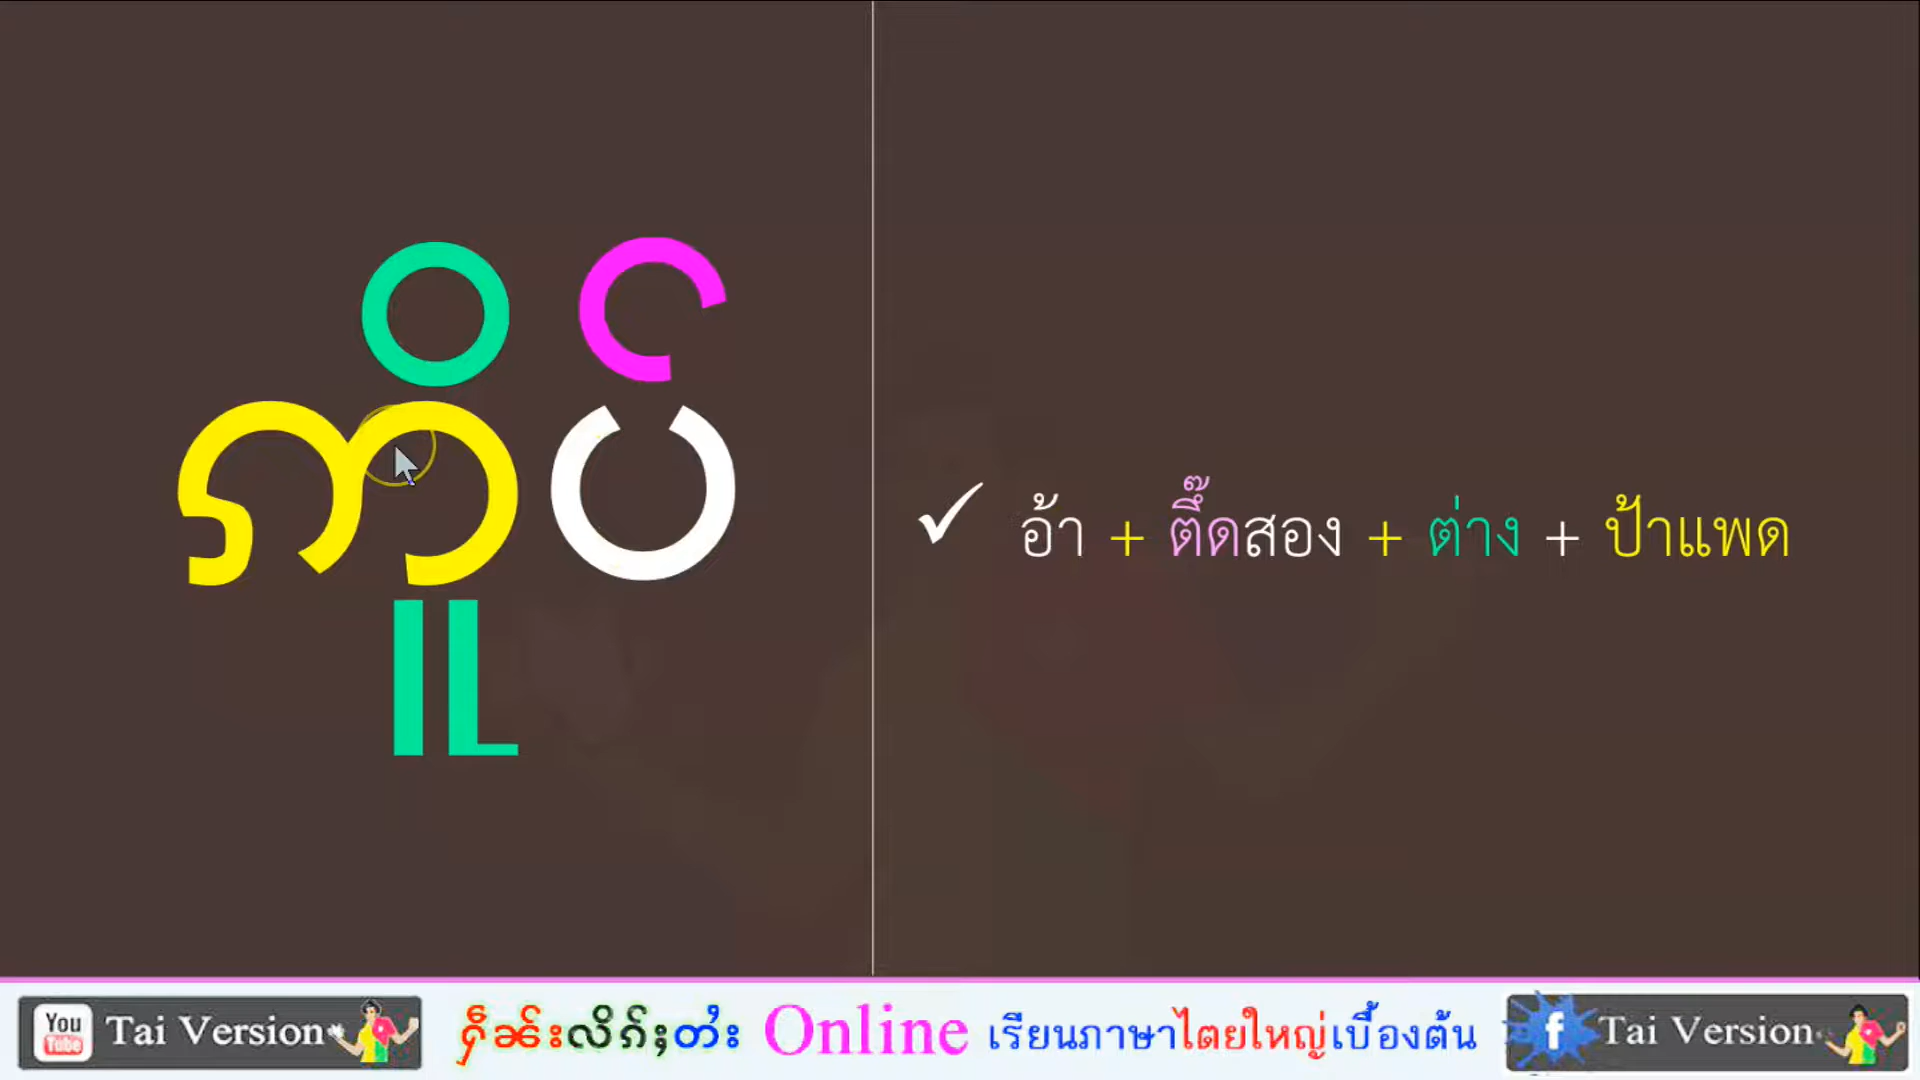 ဢိူပ်
✓ อ้า + ตึ๊ดสอง + ต่าง + ป้าแพด
You Tube Tai Version ႁဵၼ်းလိၵ်ႈတႆး Online เรียนภาษาไตยใหญ่เบื้องต้น f Tai Version